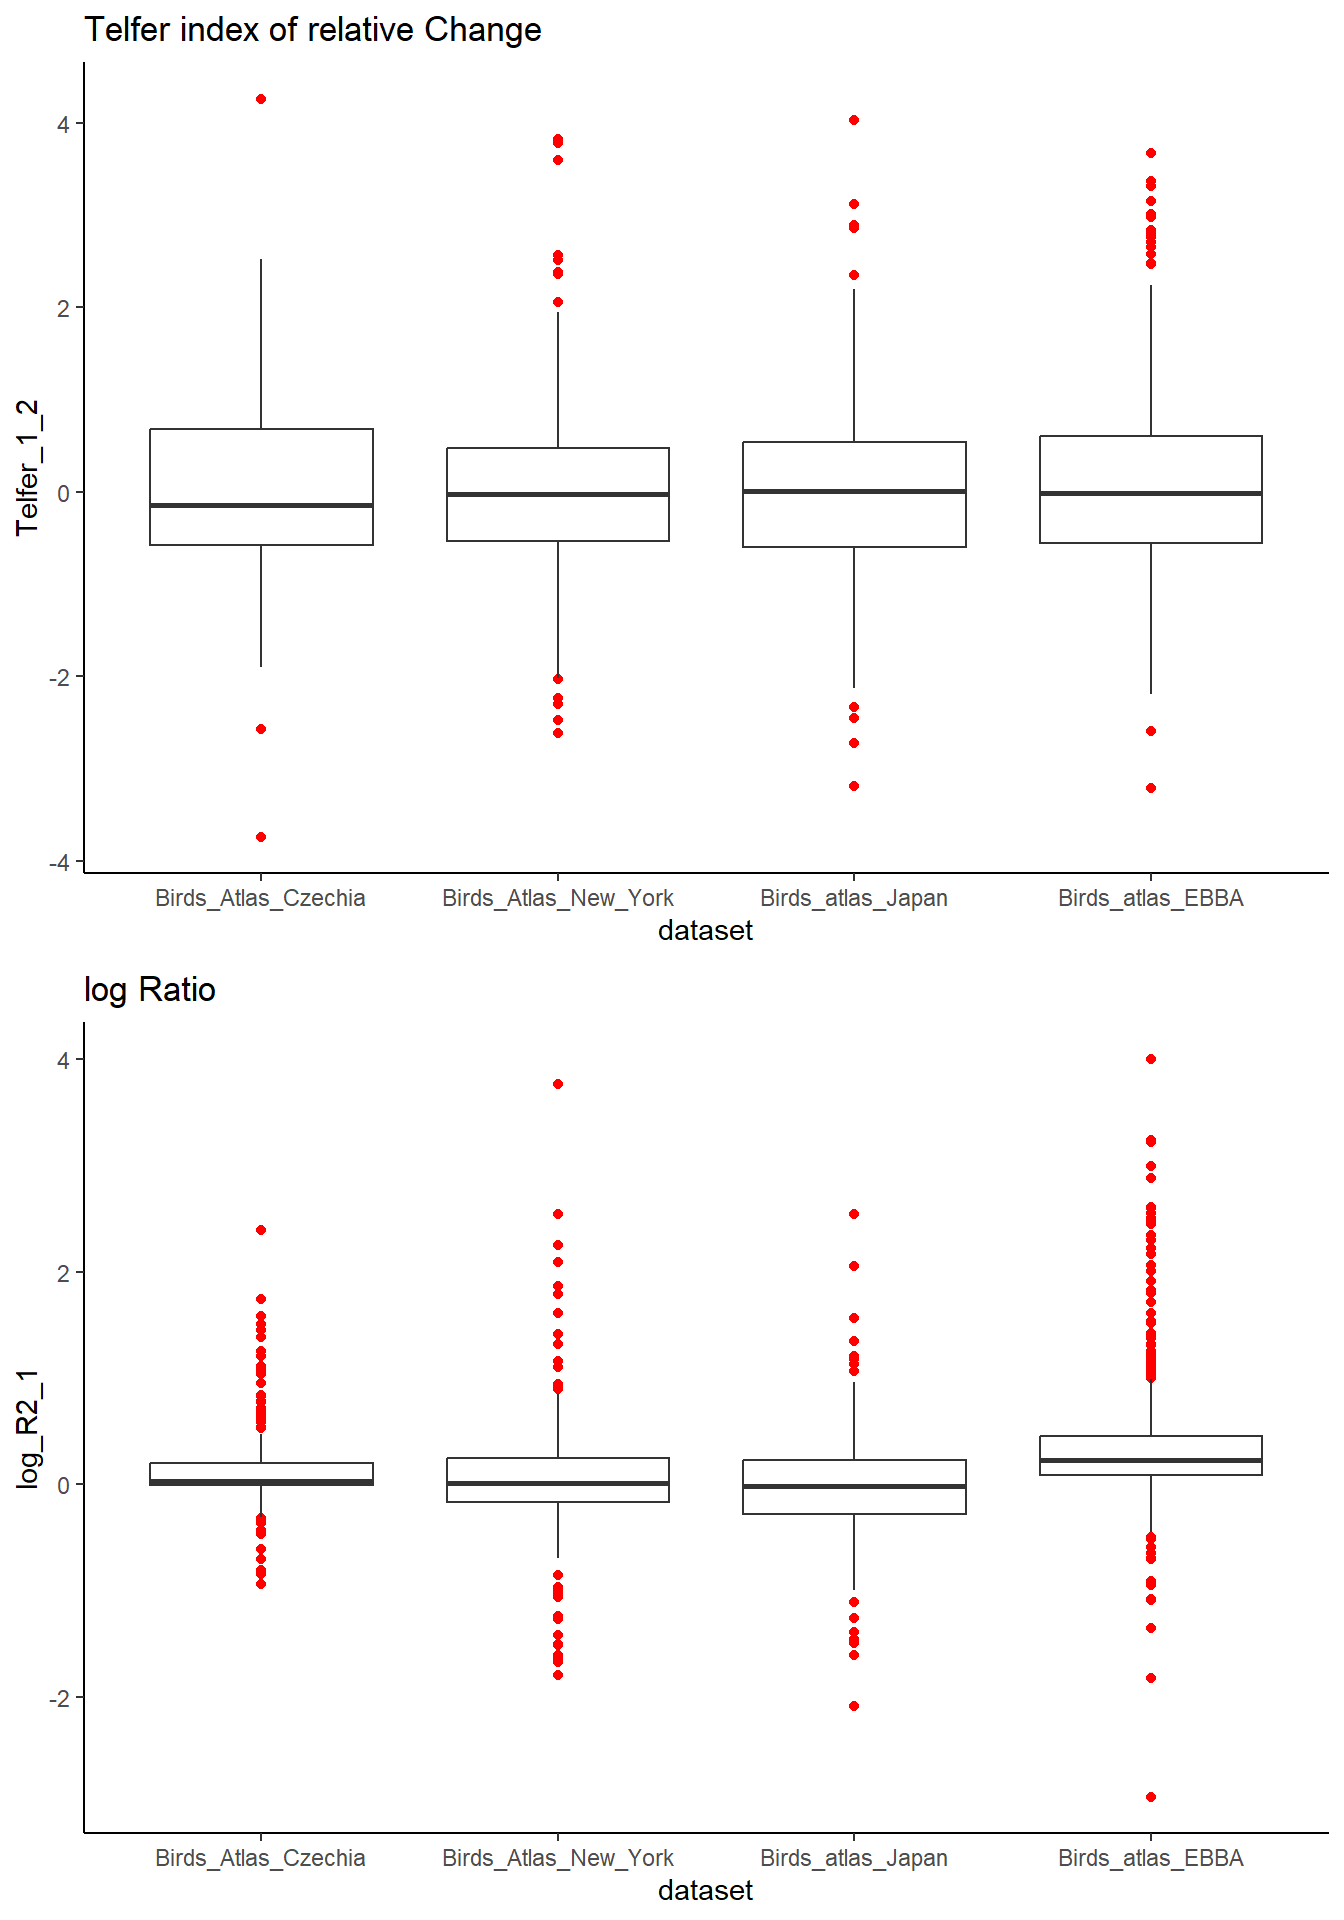 Telfer index of relative Change
Telfer_1_2
4
2
0
-2
-4
Birds_Atlas_Czechia Birds_Atlas_New_York Birds_atlas_Japan Birds_atlas_EBBA
dataset
log Ratio
log_R2_1
4
2
0
-2
Birds_Atlas_Czechia Birds_Atlas_New_York Birds_atlas_Japan Birds_atlas_EBBA
dataset